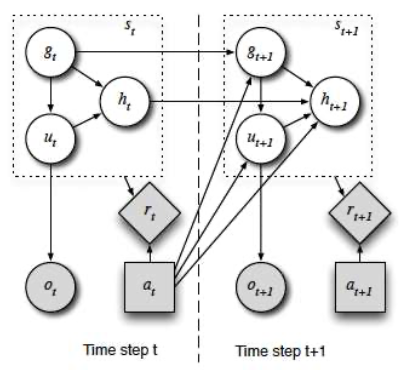 s_t
s_{t+1}
g_t
g_{t+1}
h_t
h_{t+1}
u_t
u_{t+1}
r_t
r_{t+1}
o_t
a_t
o_{t+1}
a_{t+1}
Time step t
Time step t+1